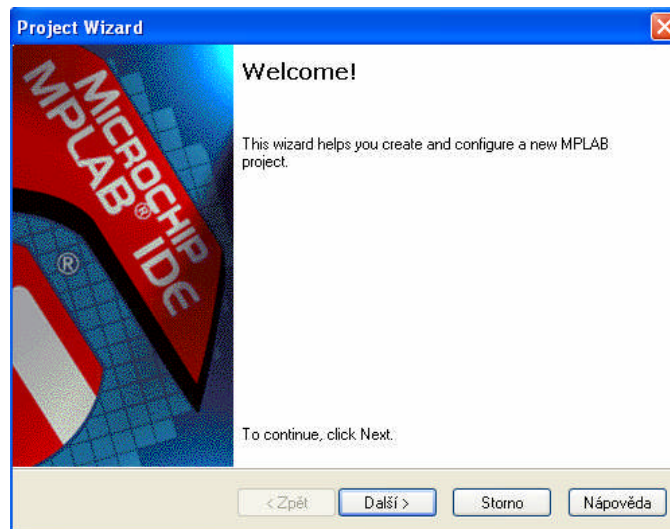 Project Wizard
MICROCHIP
MPLAB® IDE
®
Welcome!
This wizard helps you create and configure a new MPLAB
project.
To continue, click Next.
< Zpět
Další >
Storno
Nápověda